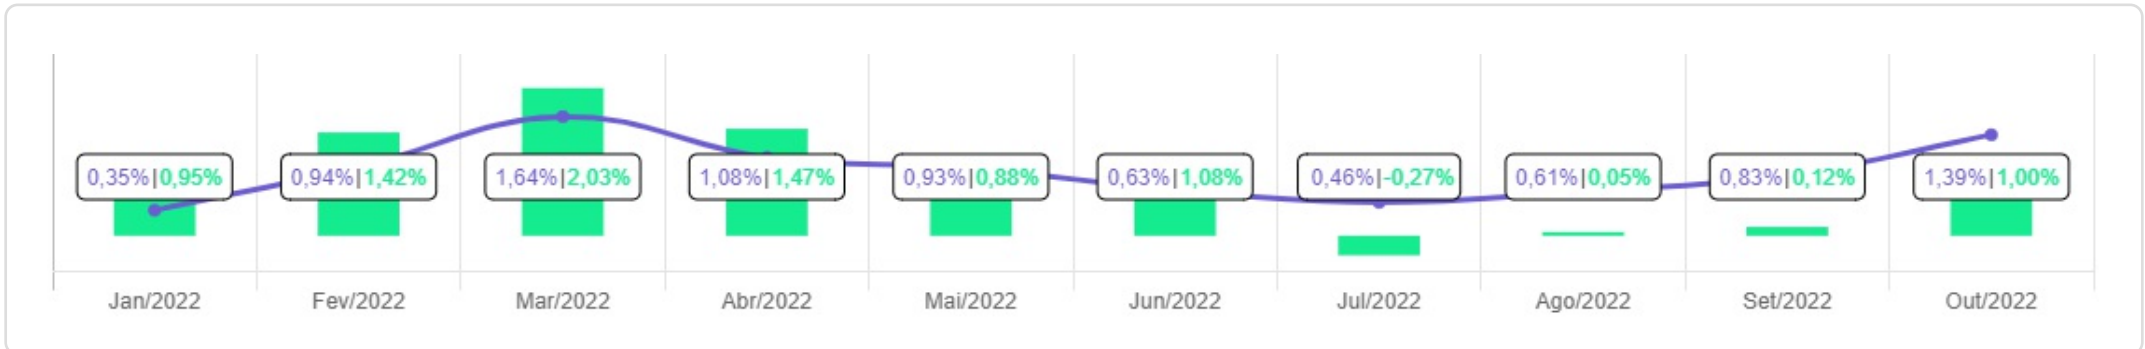 0,35%|0,95% 0,94%|1,42% 1,64%|2,03% 1,08%|1,47% 0,93%|0,88% 0,63%|1,08% 0,46%|-0,27% 0,61%|0,05% 0,83%|0,12% 1,39%|1,00%
Jan/2022 Fev/2022 Mar/2022 Abr/2022 Mai/2022 Jun/2022 Jul/2022 Ago/2022 Set/2022 Out/2022